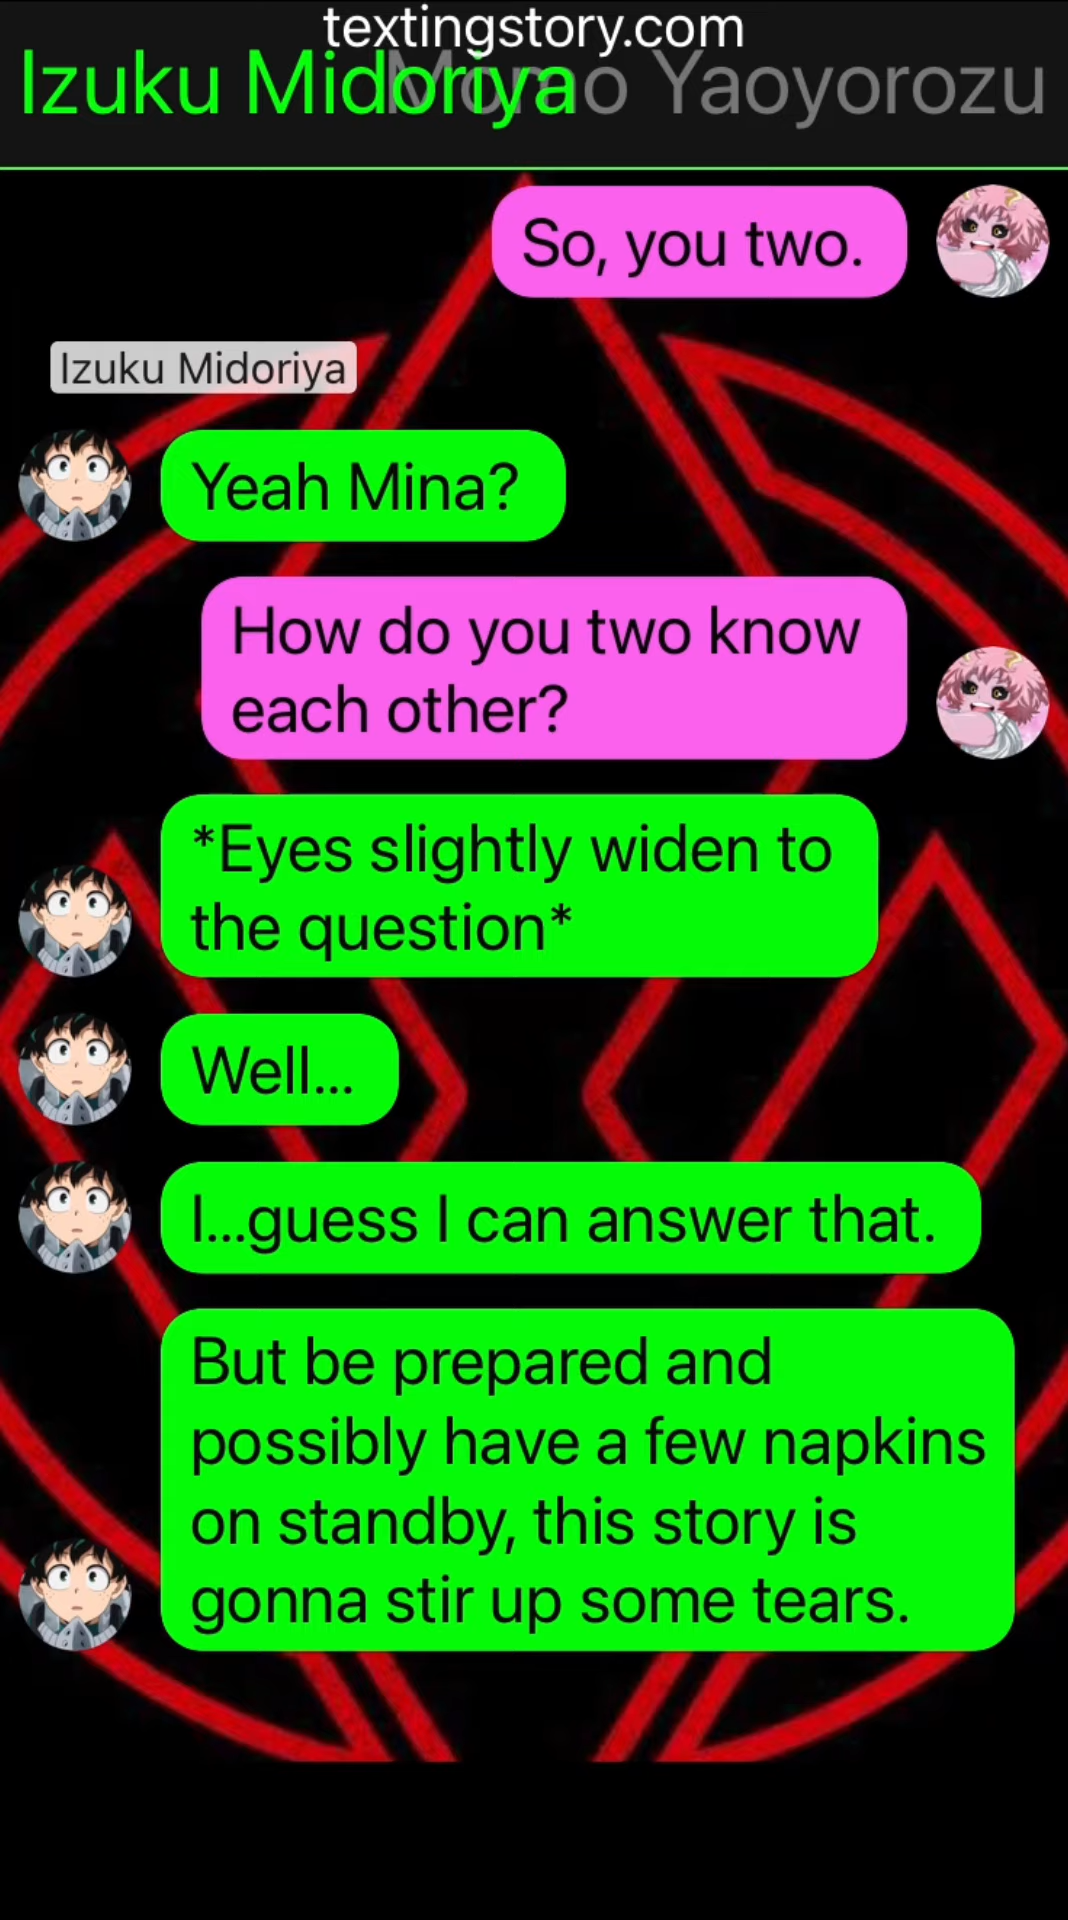 textingstory.com
Izuku Midoriya Momo Yaoyorozu
So, you two.
Izuku Midoriya
Yeah Mina?
How do you two know
each other?
*Eyes slightly widen to
the question*
Well...
I...guess I can answer that.
But be prepared and
possibly have a few napkins
on standby, this story is
gonna stir up some tears.